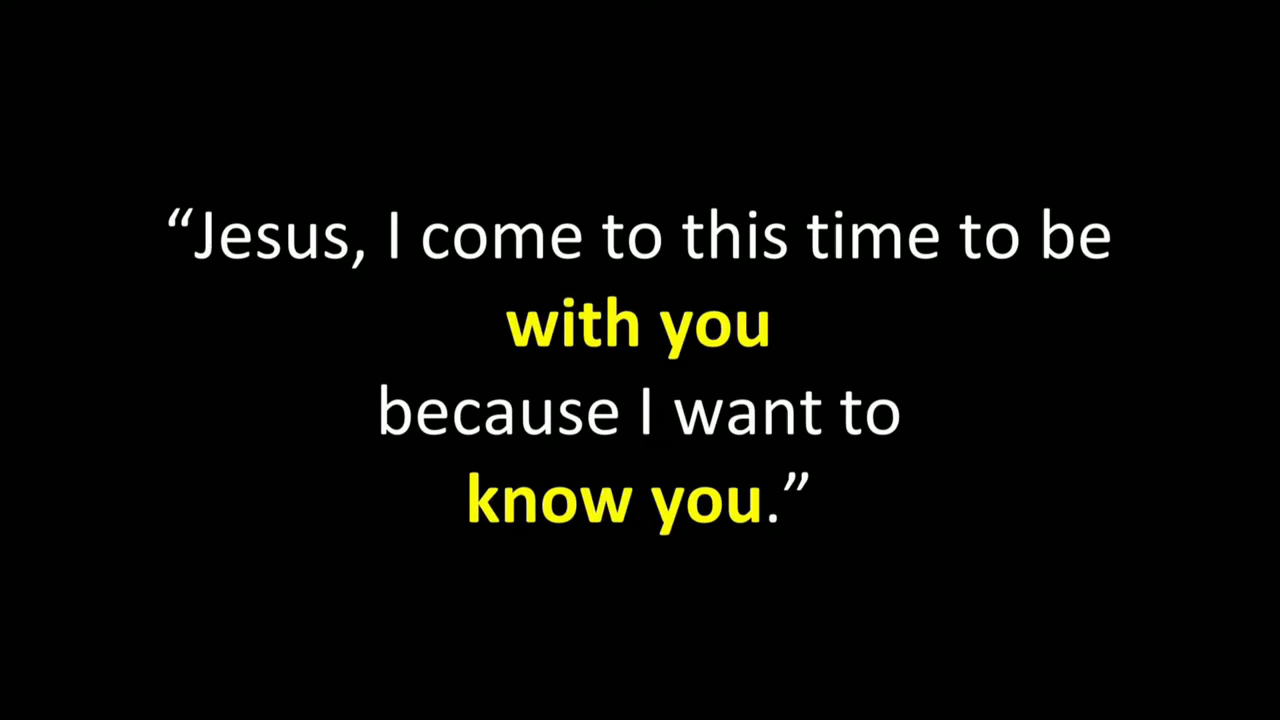 “Jesus, I come to this time to be
with you
because I want to
know you.”